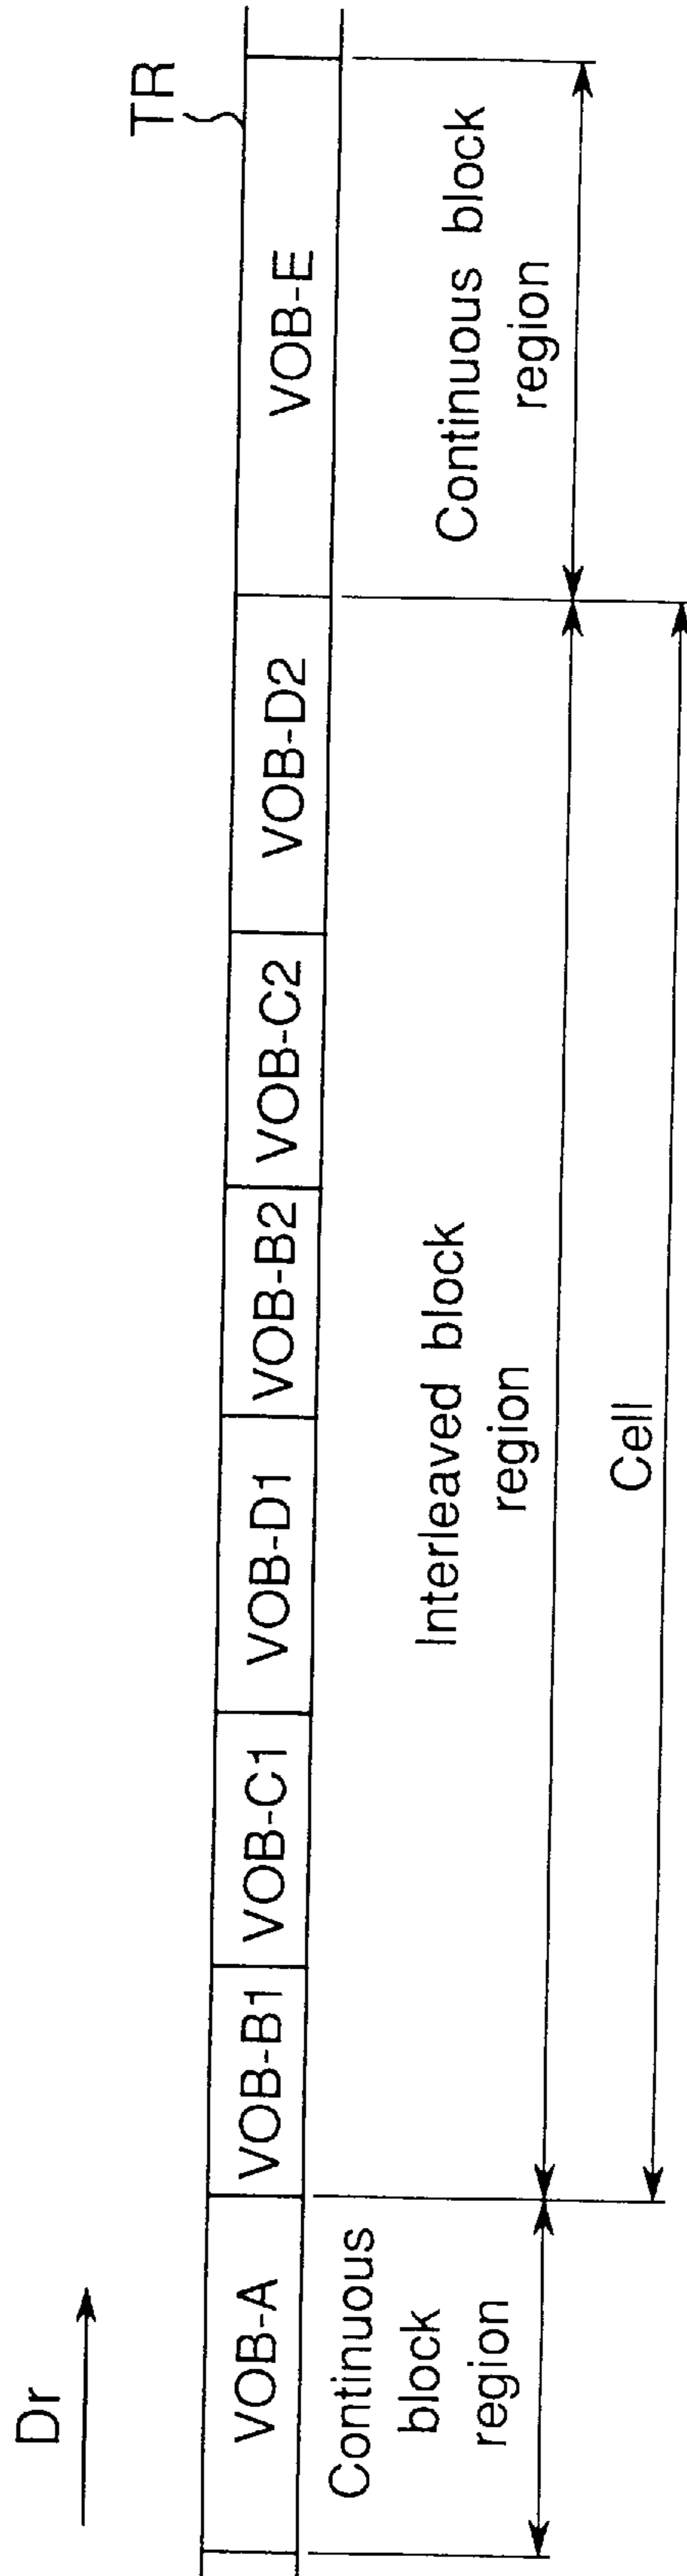 Dr
TR
VOB-A
VOB-B1
VOB-C1
VOB-D1
VOB-B2
VOB-C2
VOB-D2
VOB-E
Continuous
block
region
Interleaved block
region
Continuous block
region
Cell